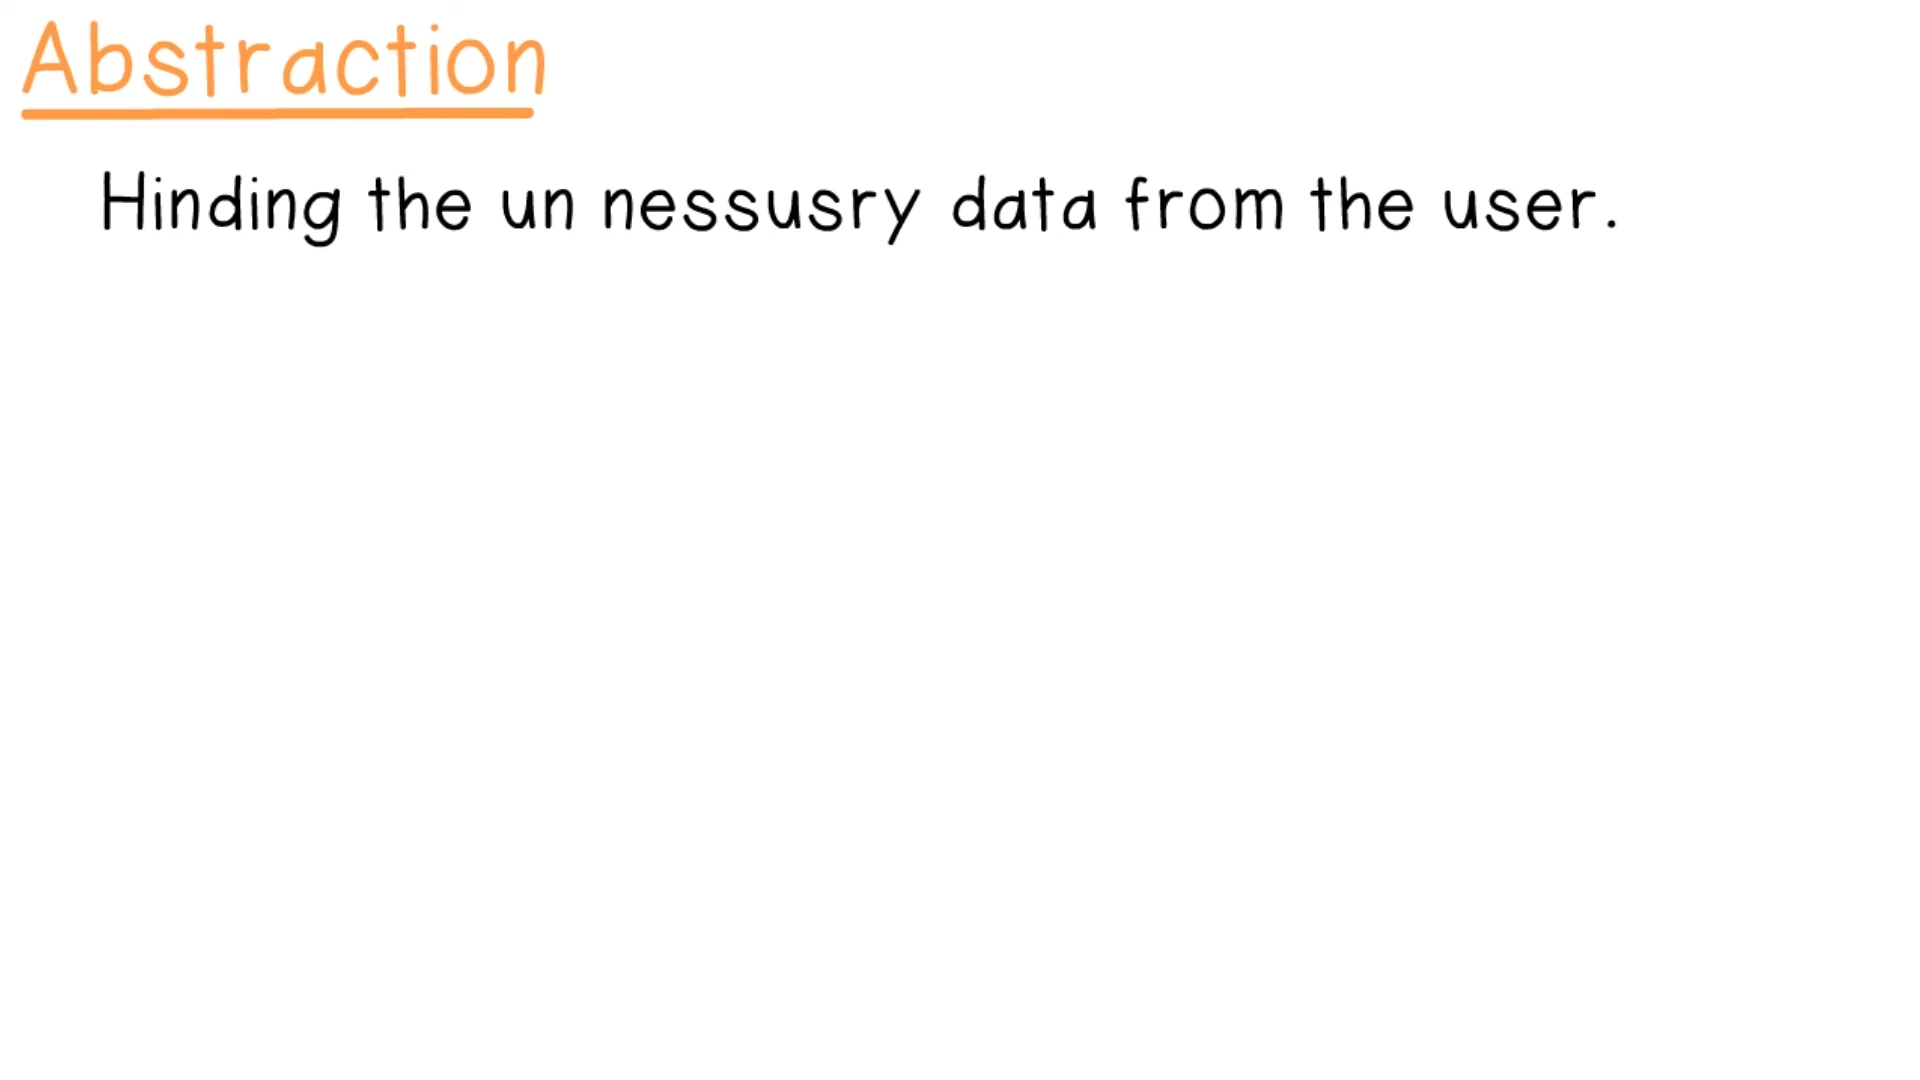 Abstraction
Hinding the un nessusry data from the user.